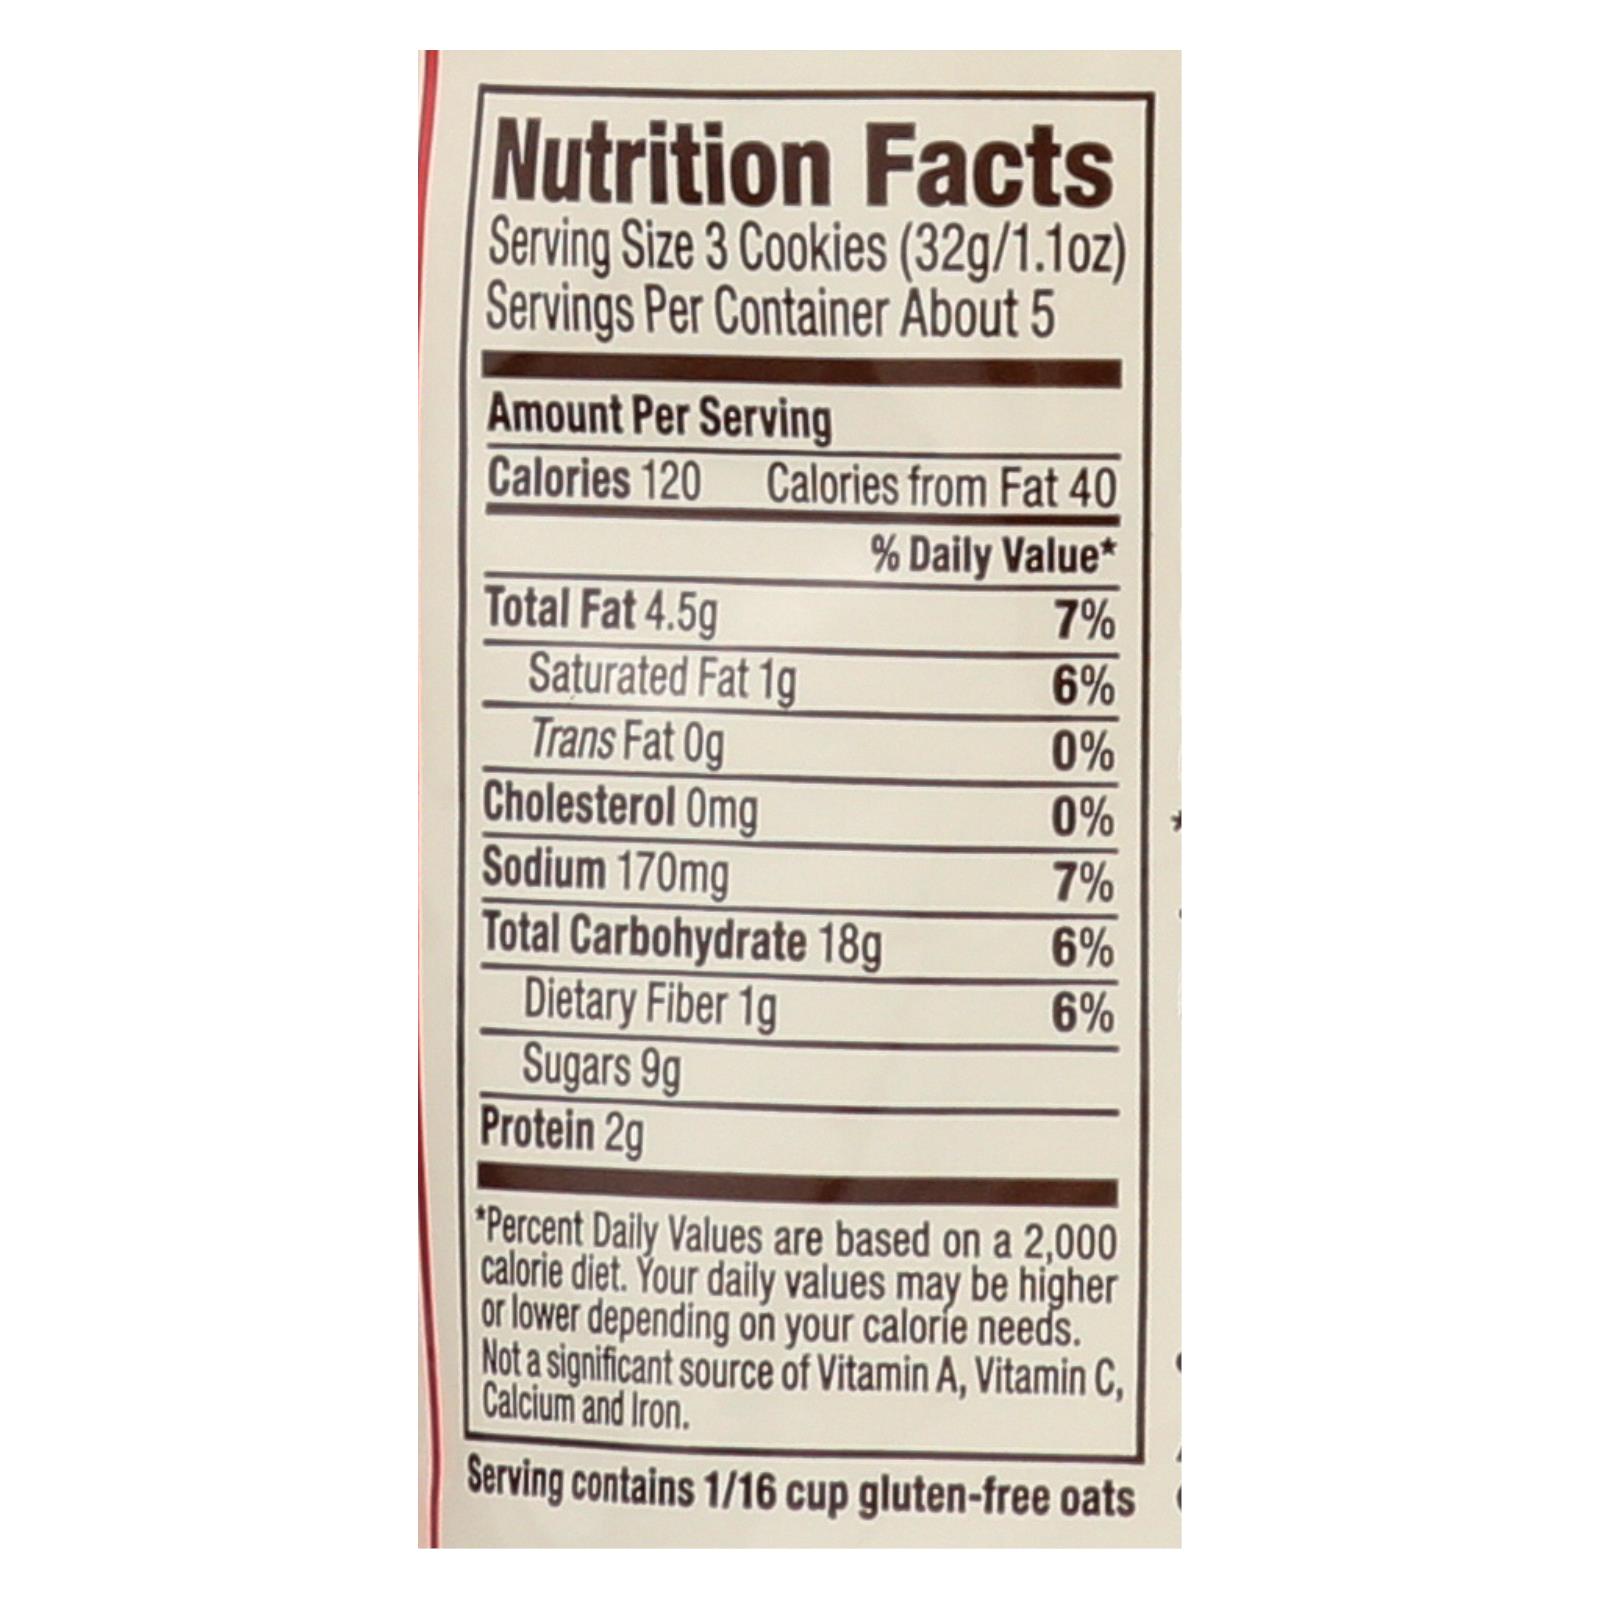 Nutrition Facts
Serving Size 3 Cookies (32g/1.1oz)
Servings Per Container About 5
Amount Per Serving
Calories 120 Calories from Fat 40
% Daily Value*
Total Fat 4.5g 7%
Saturated Fat 1g 6%
Trans Fat 0g 0%
Cholesterol 0mg 0%
Sodium 170mg 7%
Total Carbohydrate 18g 6%
Dietary Fiber 1g 6%
Sugars 9g
Protein 2g
*Percent Daily Values are based on a 2,000
calorie diet. Your daily values may be higher
or lower depending on your calorie needs.
Not a significant source of Vitamin A, Vitamin C,
Calcium and Iron.
Serving contains 1/16 cup gluten-free oats